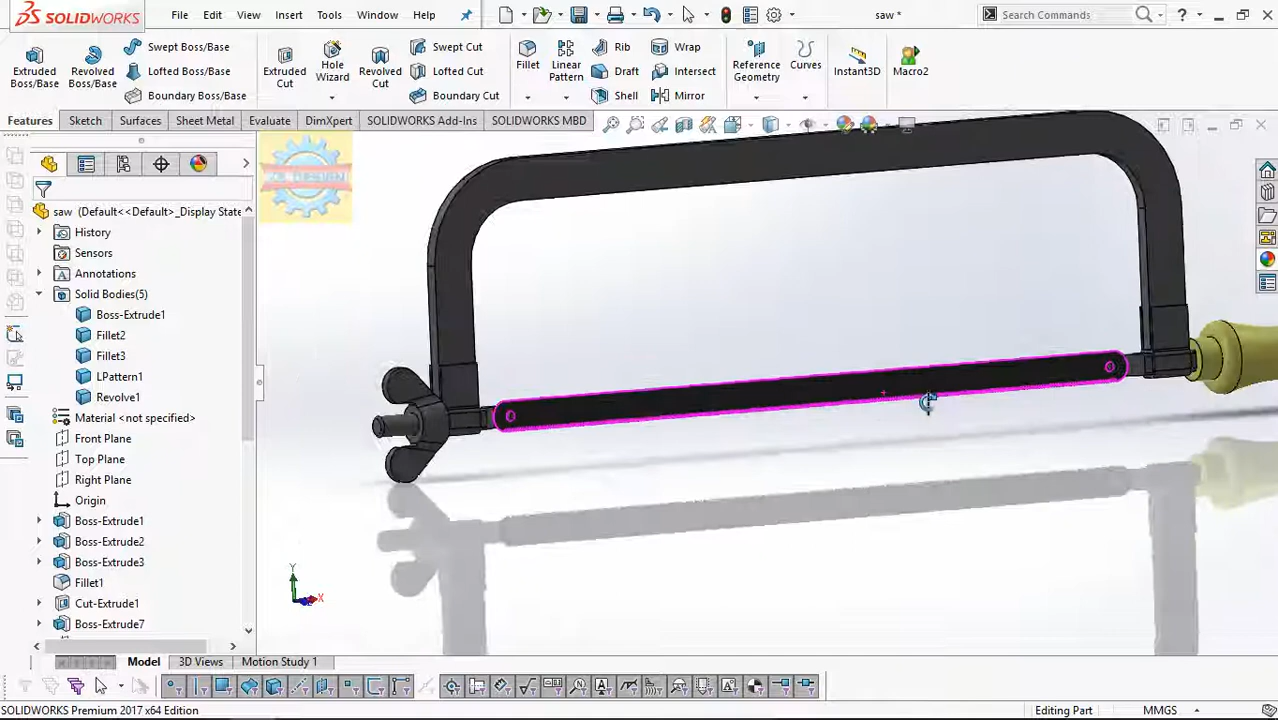 SOLIDWORKS
File Edit View Insert Tools Window Help
saw *
Search Commands
Extruded Boss/Base
Revolved Boss/Base
Swept Boss/Base
Lofted Boss/Base
Boundary Boss/Base
Extruded Cut
Hole Wizard
Revolved Cut
Swept Cut
Lofted Cut
Boundary Cut
Fillet
Linear Pattern
Rib
Draft
Shell
Wrap
Intersect
Mirror
Reference Geometry
Curves
Instant3D
Macro2
Features Sketch Surfaces Sheet Metal Evaluate DimXpert SOLIDWORKS Add-Ins SOLIDWORKS MBD
saw (Default<<Default>_Display State
History
Sensors
Annotations
Solid Bodies(5)
Boss-Extrude1
Fillet2
Fillet3
LPattern1
Revolve1
Material <not specified>
Front Plane
Top Plane
Right Plane
Origin
Boss-Extrude1
Boss-Extrude2
Boss-Extrude3
Fillet1
Cut-Extrude1
Boss-Extrude7
Y
X
Model 3D Views Motion Study 1
SOLIDWORKS Premium 2017 x64 Edition
Editing Part
MMGS